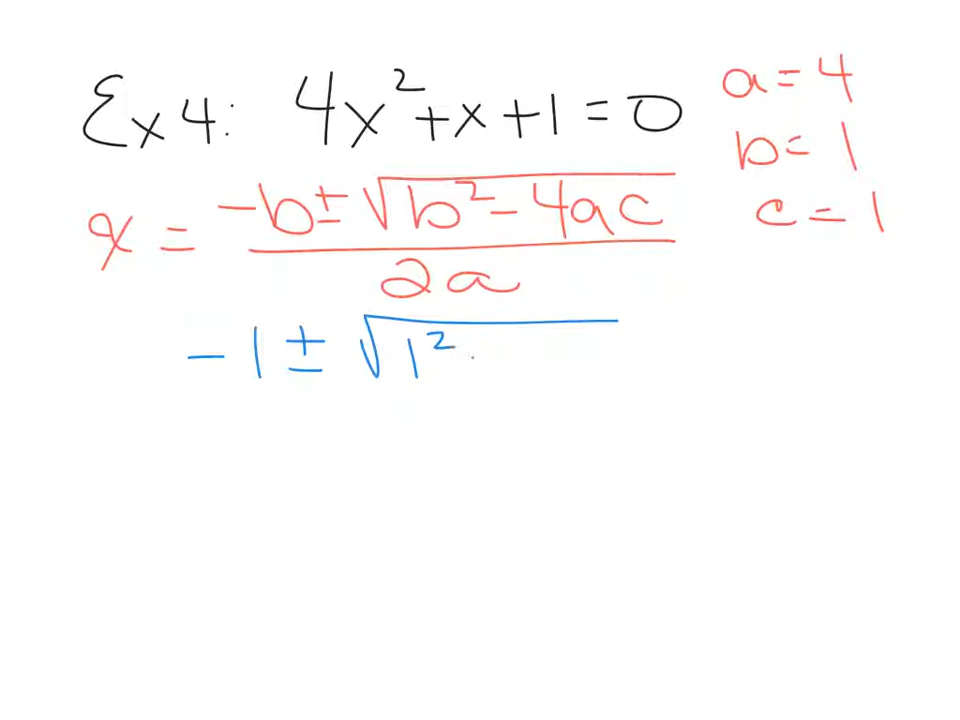 Ex 4: 4x²+x+1=0
a=4
b=1
c=1
x = (-b±√(b²-4ac))/(2a)
-1 ± √(1²